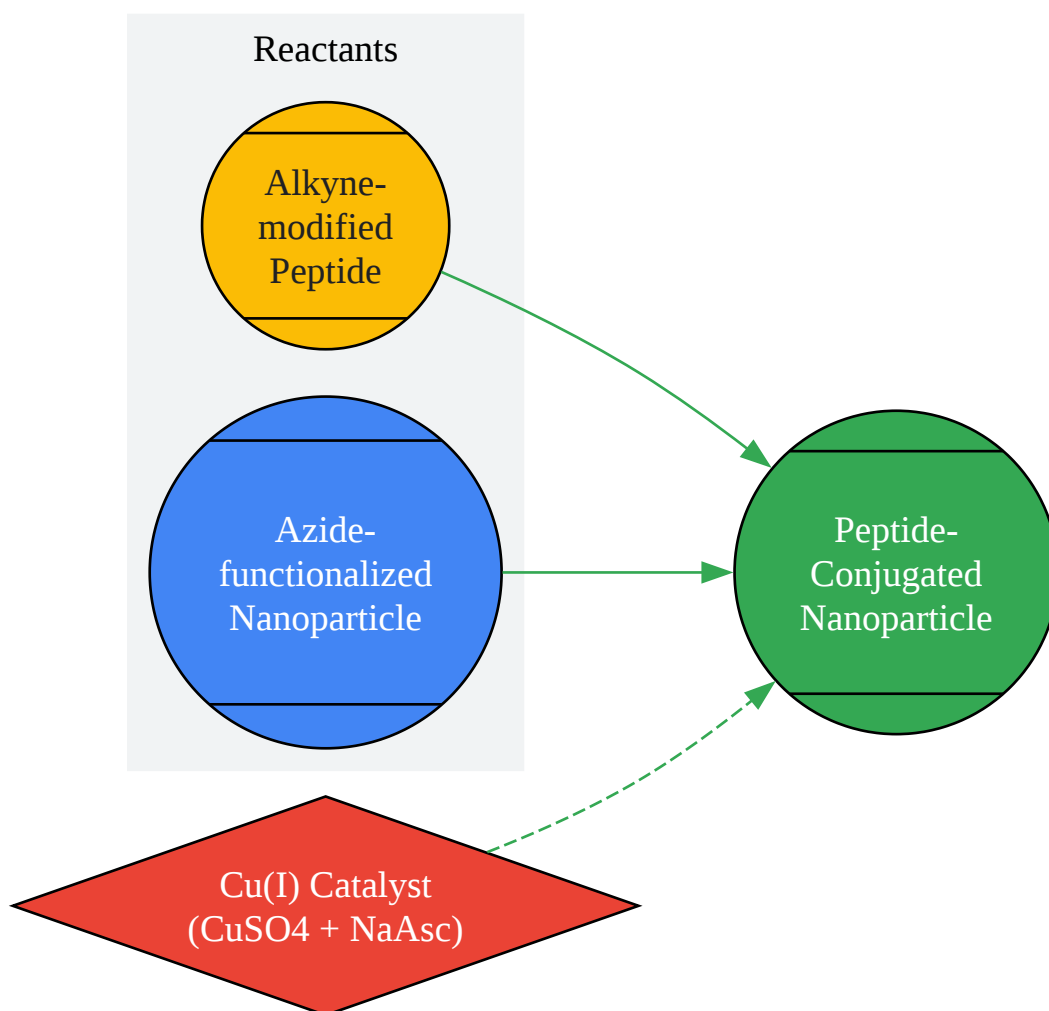 Reactants
Alkyne-
modified
Peptide
Azide-
functionalized
Nanoparticle
Peptide-
Conjugated
Nanoparticle
Cu(I) Catalyst
(CuSO4 + NaAsc)